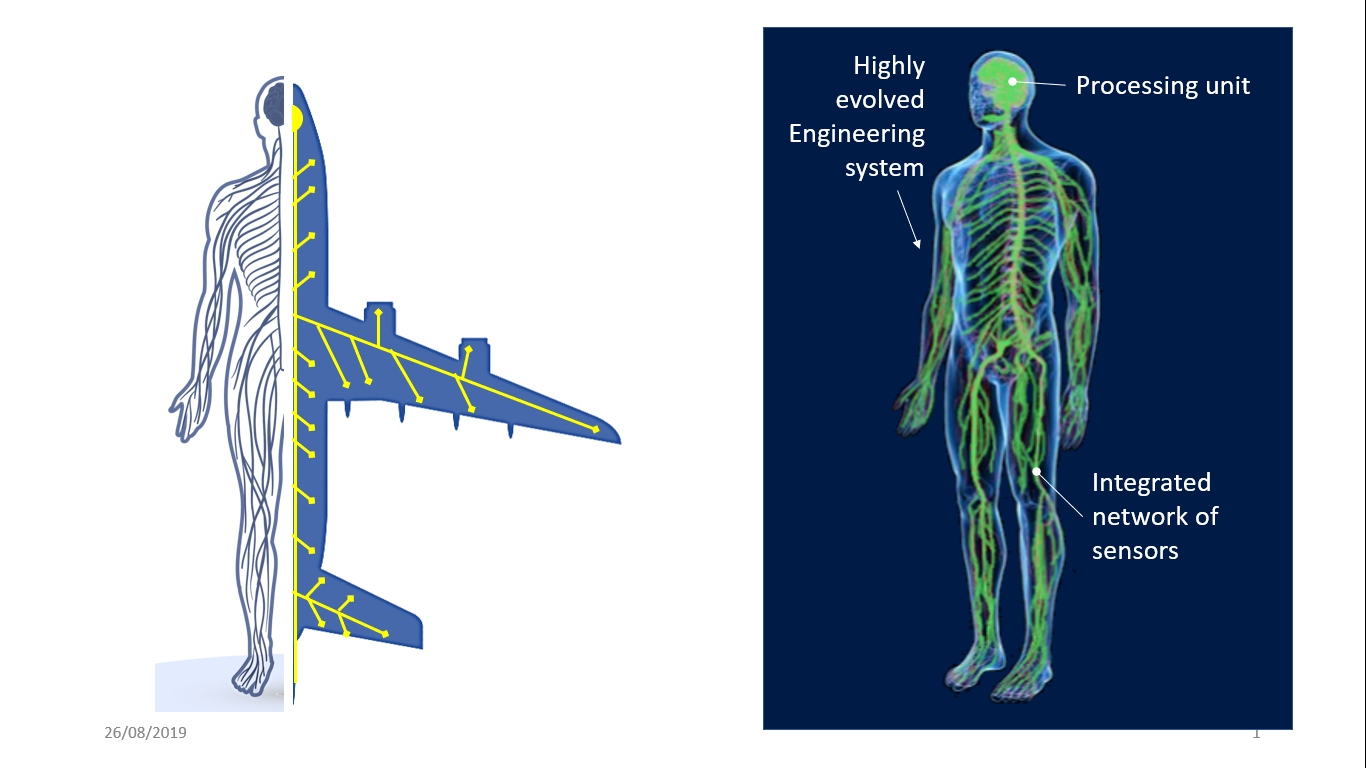 Highly
evolved
Engineering
system
Processing unit
Integrated
network of
sensors
26/08/2019
1